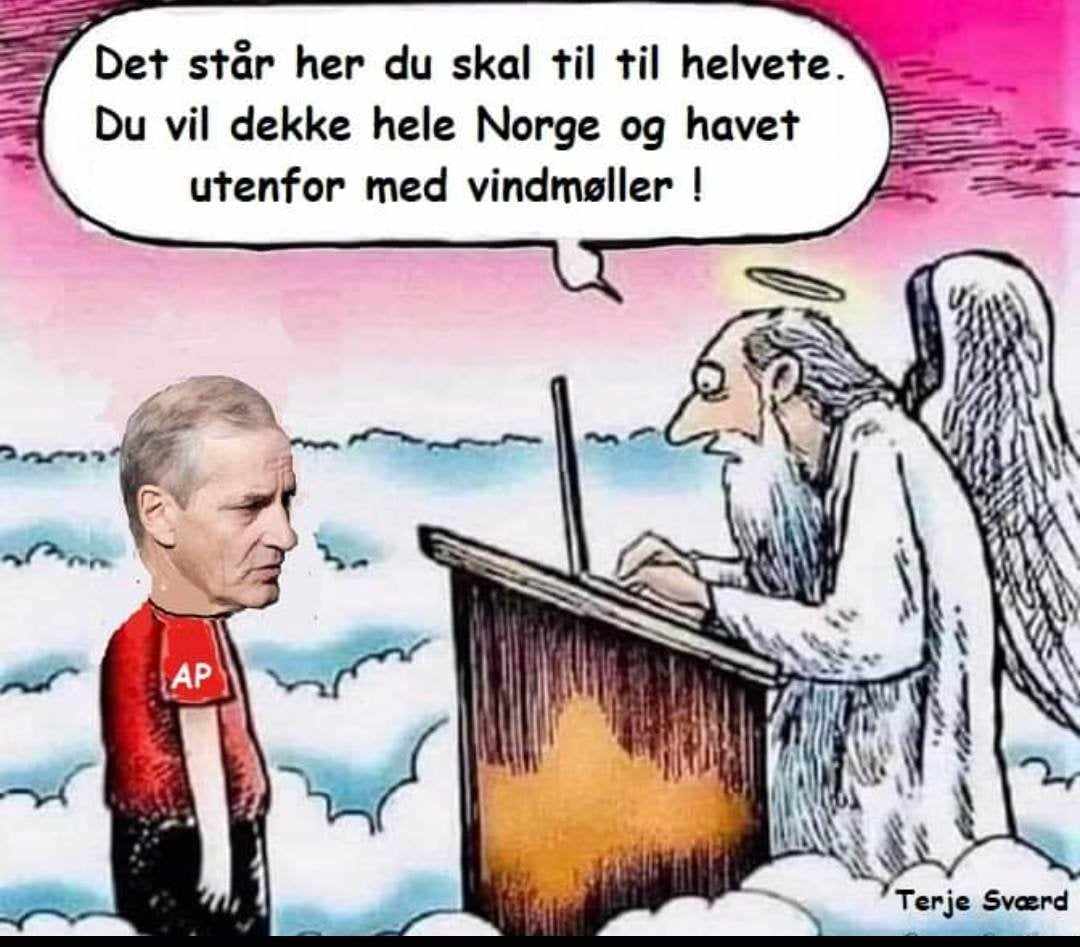 Det står her du skal til til helvete.
Du vil dekke hele Norge og havet
utenfor med vindmøller !
AP
Terje Sværd